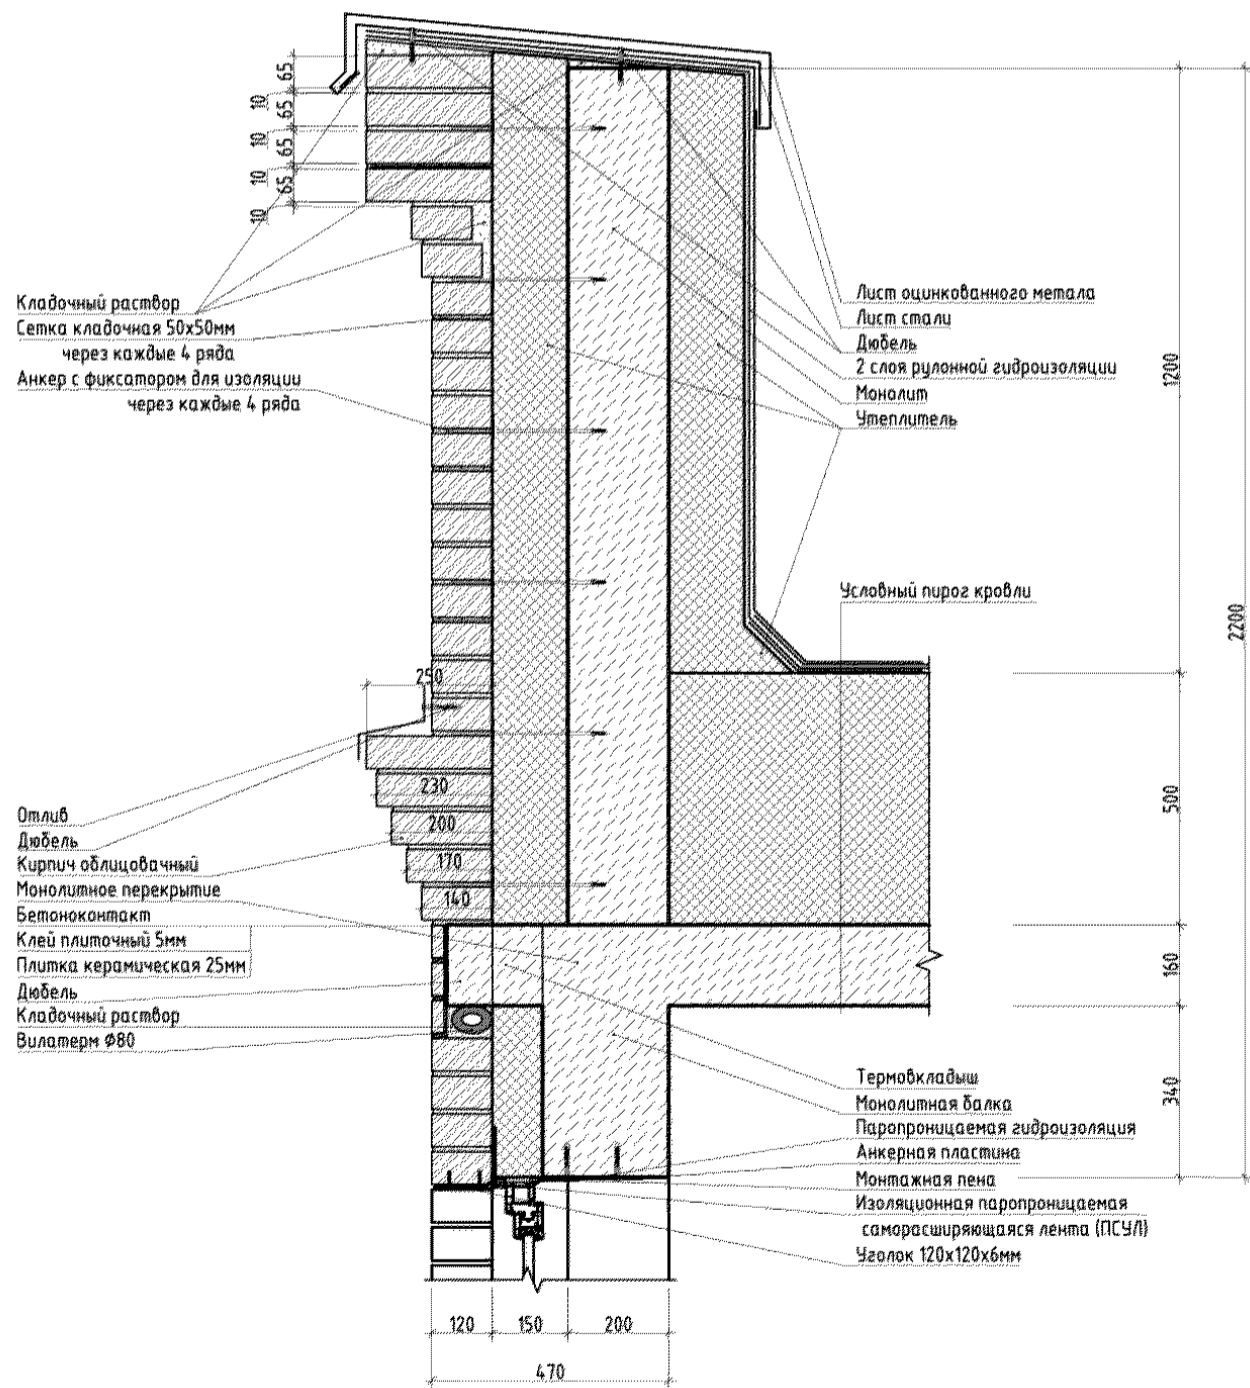 65
10
65
10
65
10
65
10
Кладочный раствор
Сетка кладочная 50х50мм
через каждые 4 ряда
Анкер с фиксатором для изоляции
через каждые 4 ряда
Лист оцинкованного метала
Лист стали
Дюбель
2 слоя рулонной гидроизоляции
Монолит
Утеплитель
1200
Условный пирог кровли
2200
250
230
200
170
140
500
Отлив
Дюбель
Кирпич облицовачный
Монолитное перекрытие
Бетоноконтакт
Клей плиточный 5мм
Плитка керамическая 25мм
Дюбель
Кладочный раствор
Вилатерм Ф80
160
340
Термовкладыш
Монолитная балка
Паропроницаемая гидроизоляция
Анкерная пластина
Монтажная пена
Изоляционная паропроницаемая
саморасширяющаяся лента (ПСУЛ)
Уголок 120х120х6мм
120
150
200
470